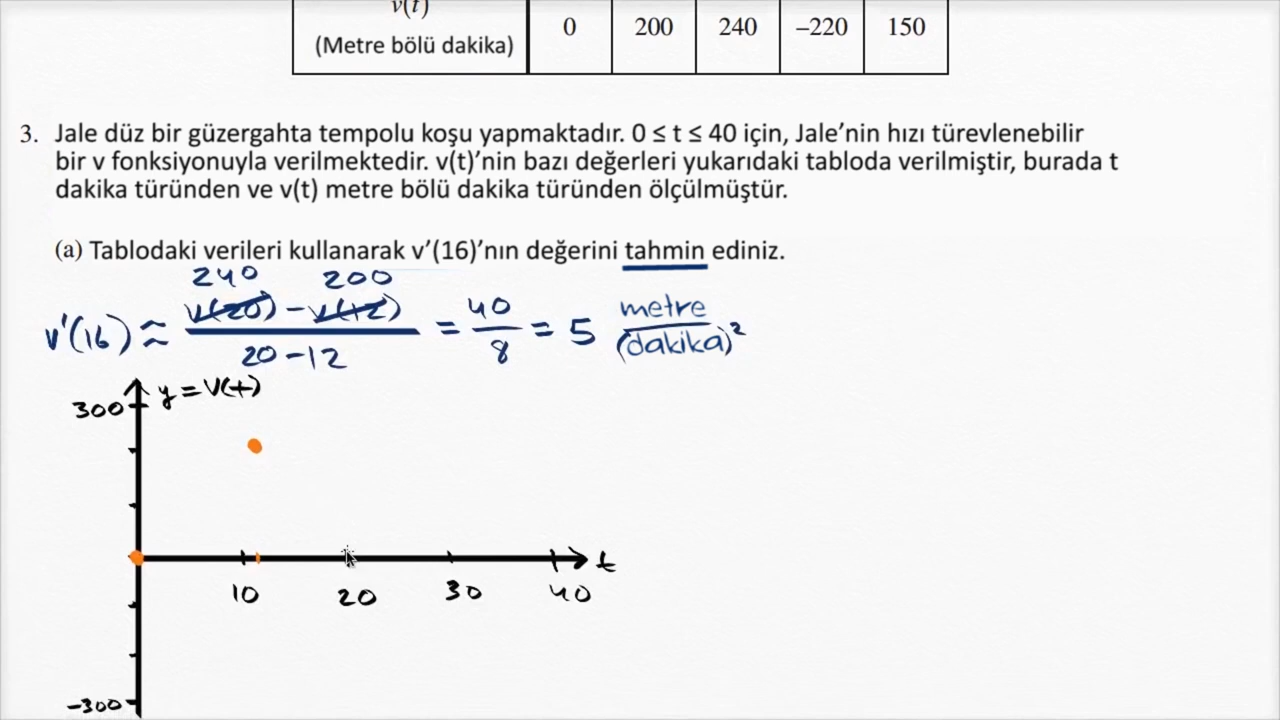 v(t)
(Metre bölü dakika) 0 200 240 –220 150
3. Jale düz bir güzergahta tempolu koşu yapmaktadır. 0 ≤ t ≤ 40 için, Jale’nin hızı türevlenebilir
bir v fonksiyonuyla verilmektedir. v(t)’nin bazı değerleri yukarıdaki tabloda verilmiştir, burada t
dakika türünden ve v(t) metre bölü dakika türünden ölçülmüştür.
(a) Tablodaki verileri kullanarak v’(16)’nın değerini tahmin ediniz.
240 200
v'(16) ≈ v(20) - v(12) / 20 - 12 = 40 / 8 = 5 metre / (dakika)²
y = v(t)
300
t
10 20 30 40
-300